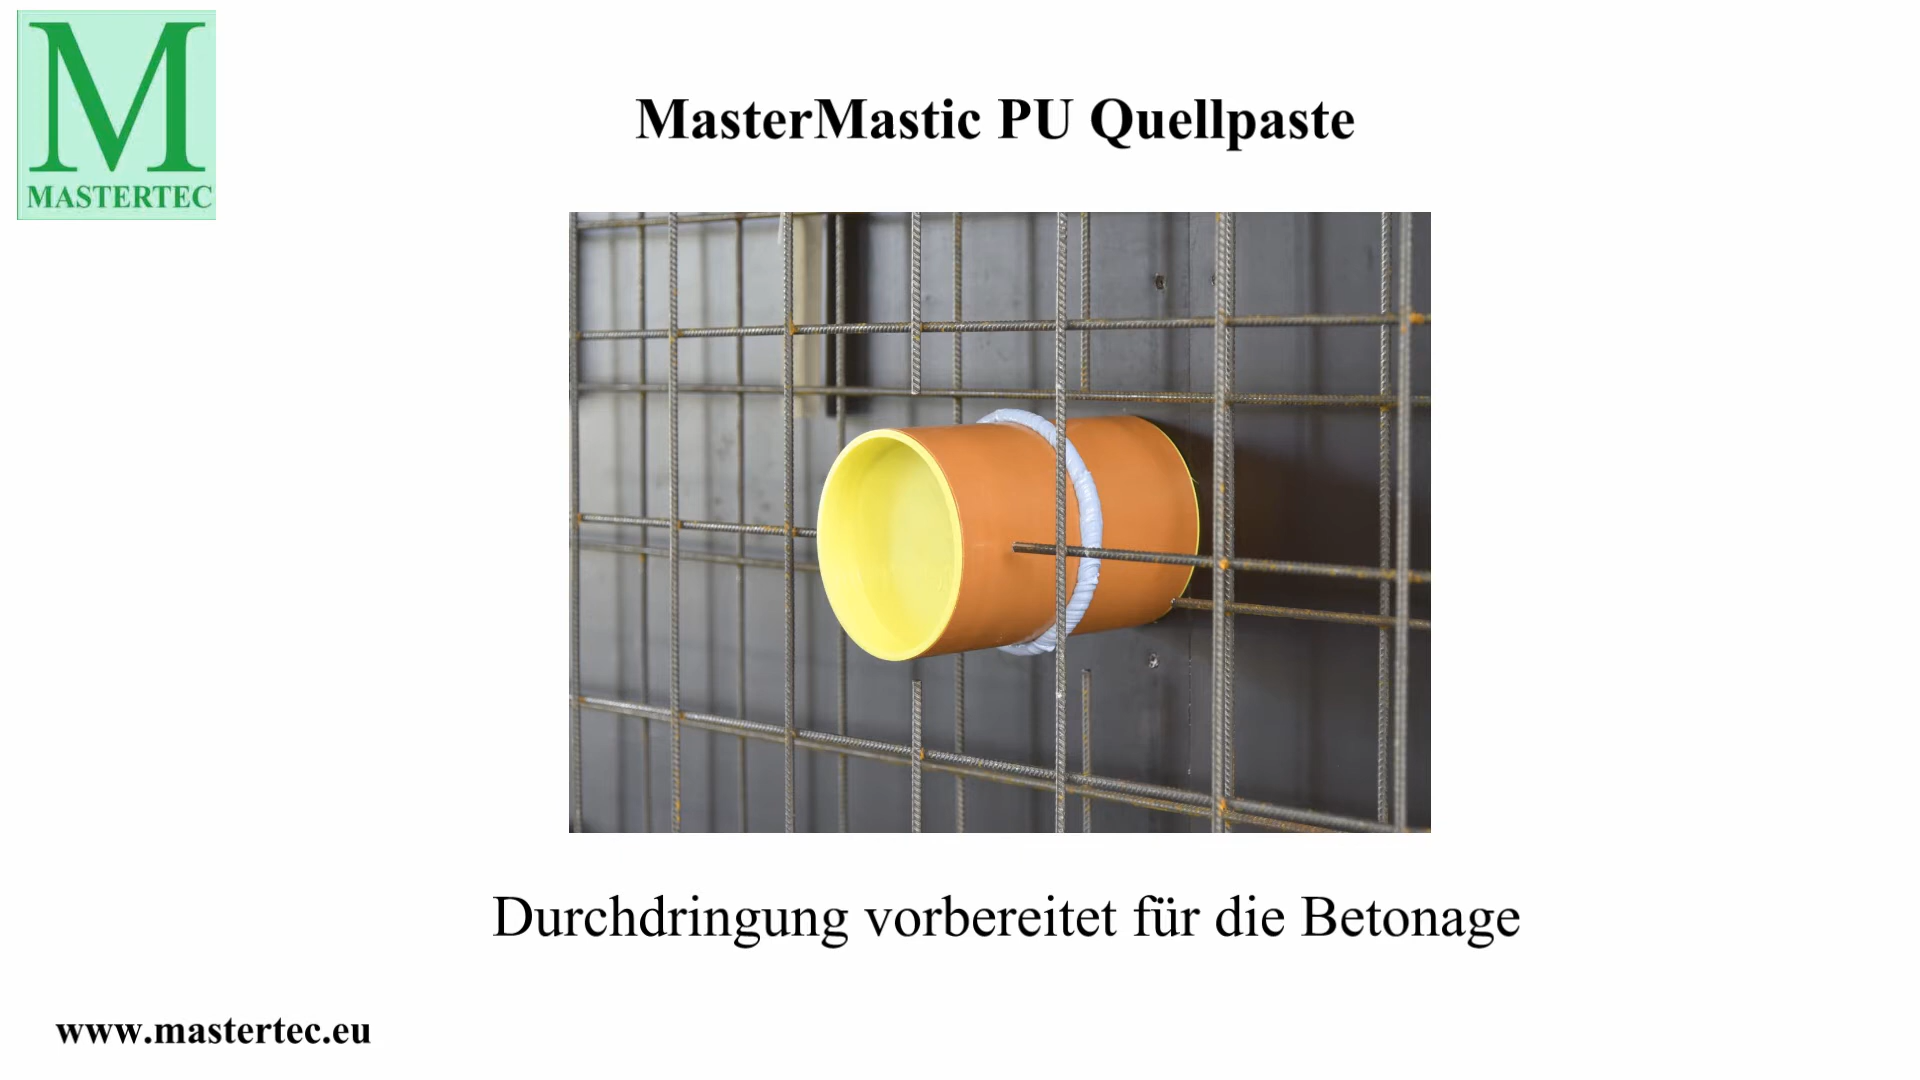 M
MASTERTEC
MasterMastic PU Quellpaste
Durchdringung vorbereitet für die Betonage
www.mastertec.eu